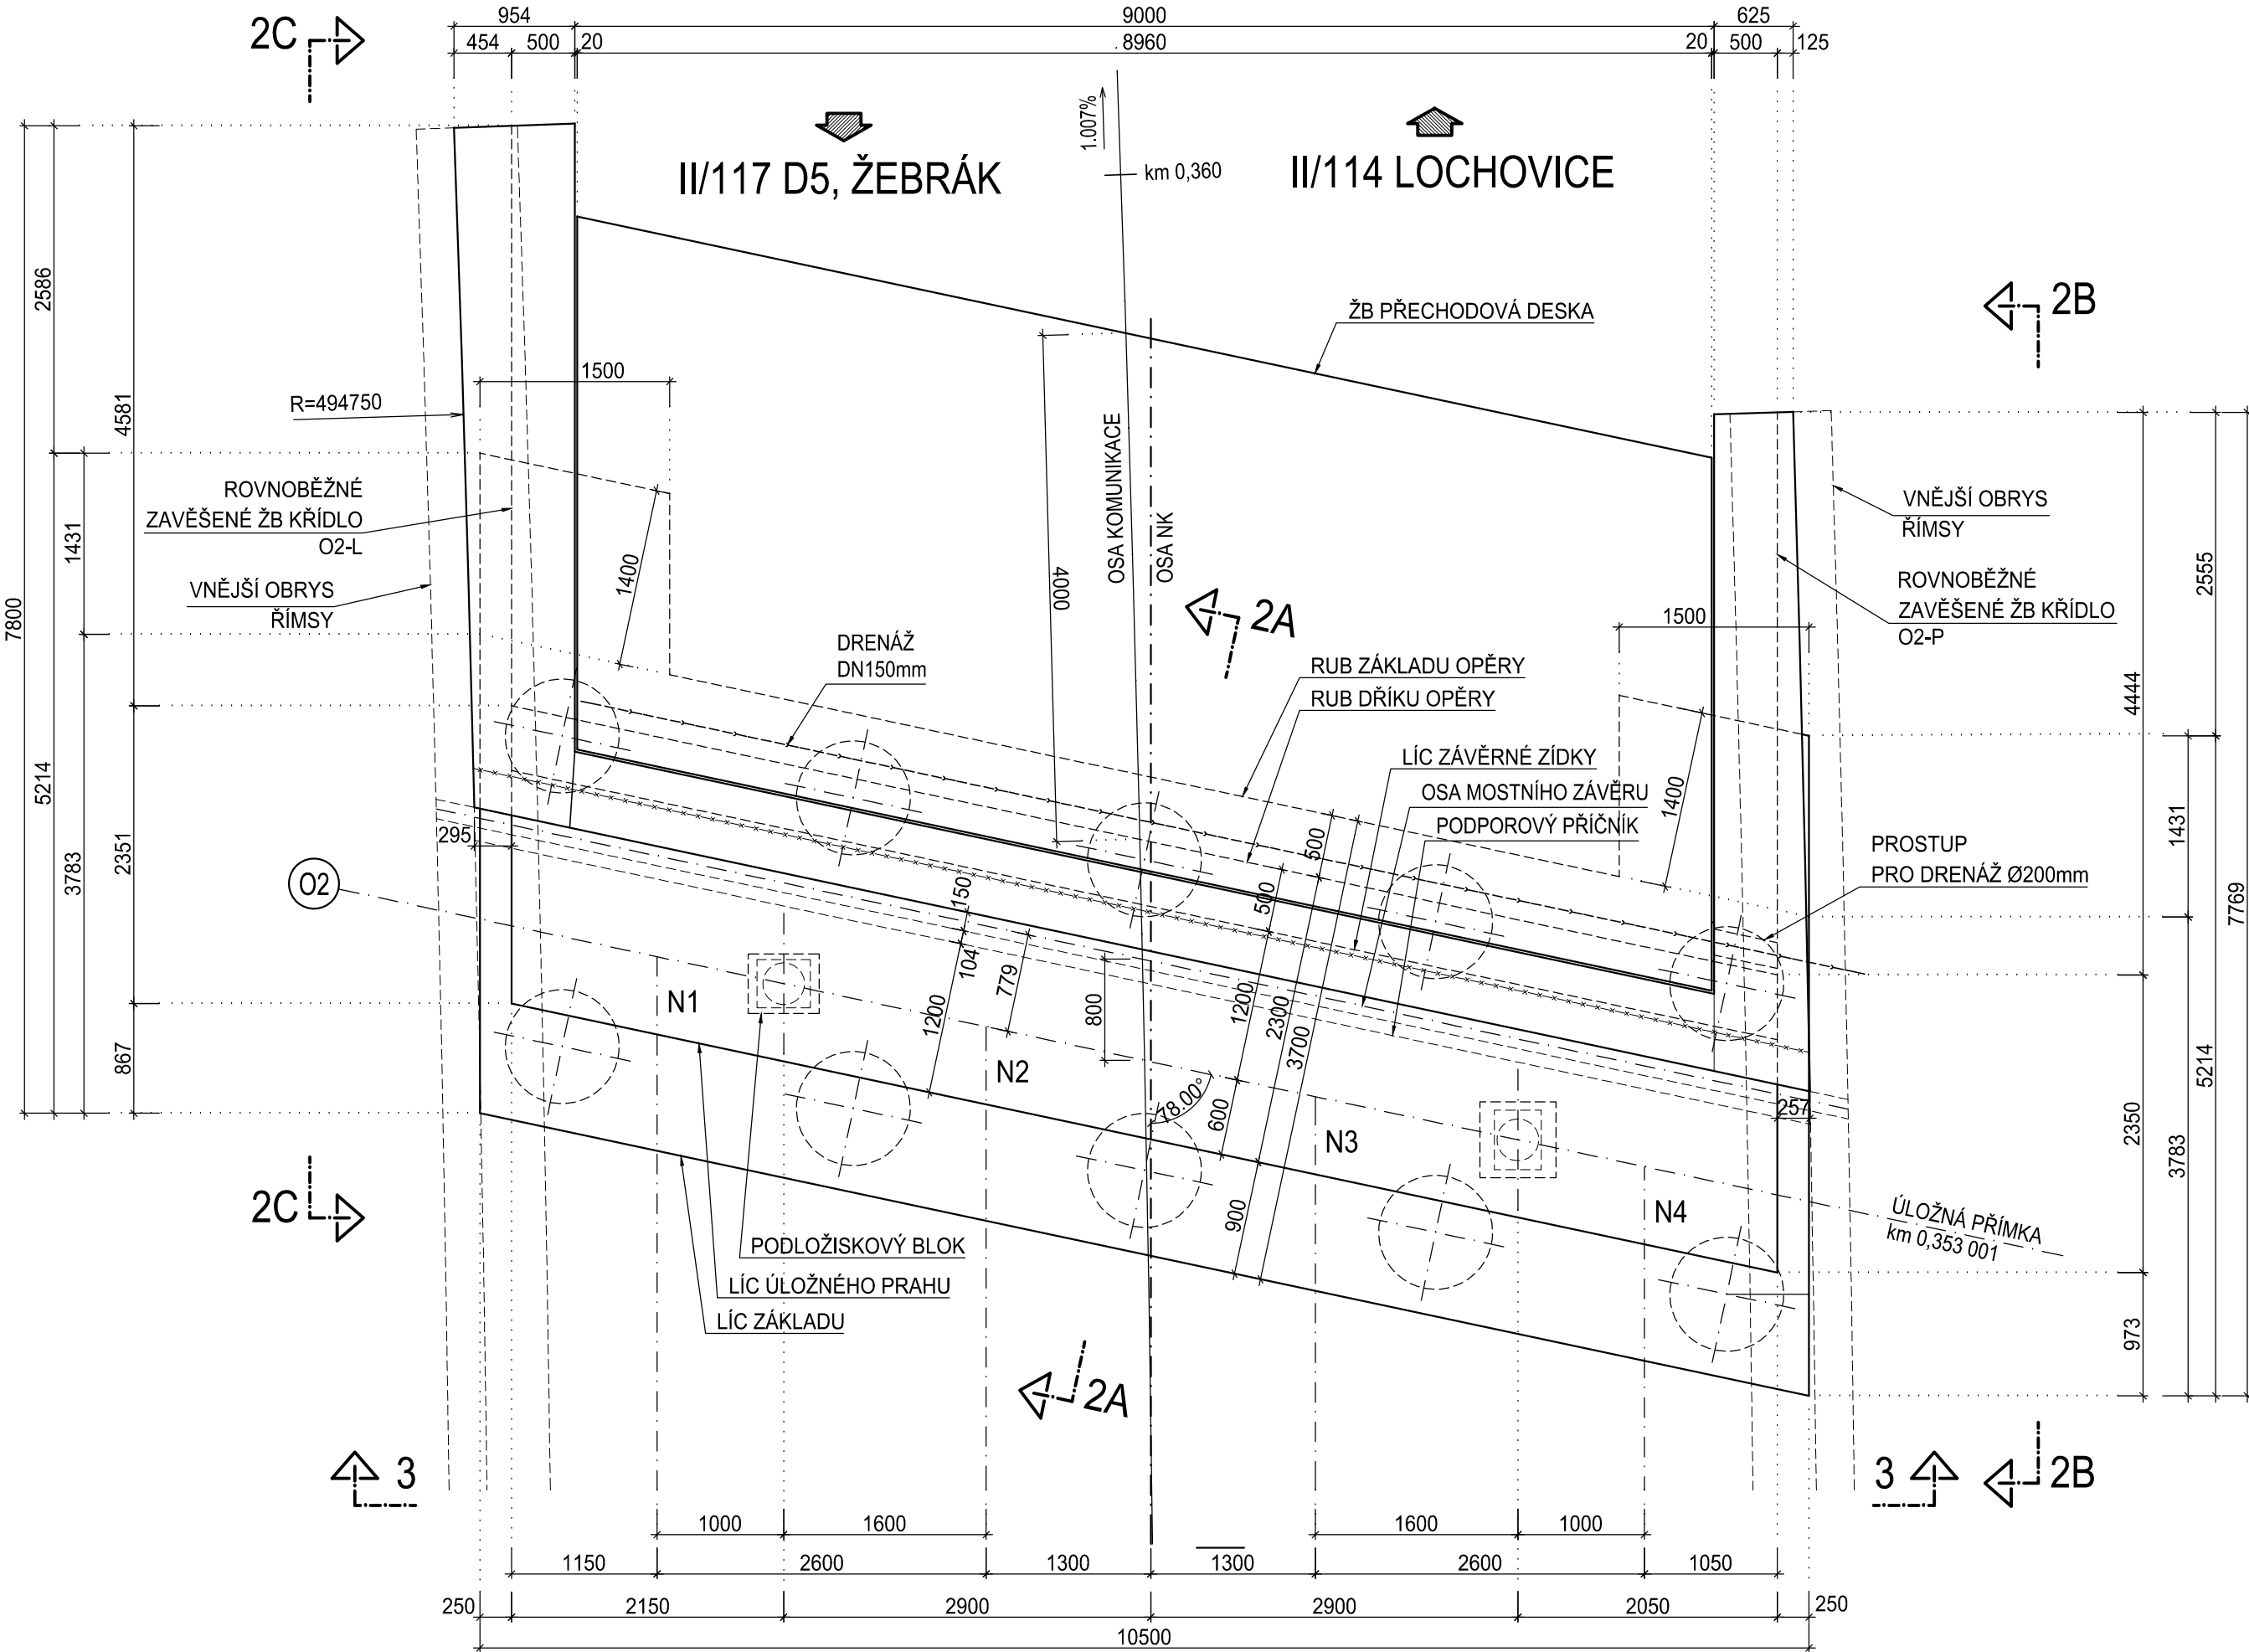 954
9000
625
454
500
20
8960
20
500
125
2C
1.007%
km 0,360
II/117 D5, ŽEBRÁK
II/114 LOCHOVICE
2B
ŽB PŘECHODOVÁ DESKA
1500
R=494750
2586
4581
7800
5214
1431
3783
2351
867
ROVNOBĚŽNÉ
ZAVĚŠENÉ ŽB KŘÍDLO
O2-L
VNĚJŠÍ OBRYS
ŘÍMSY
1400
4000
OSA KOMUNIKACE
OSA NK
2A
DRENÁŽ
DN150mm
RUB ZÁKLADU OPĚRY
RUB DŘÍKU OPĚRY
LÍC ZÁVĚRNÉ ZÍDKY
OSA MOSTNÍHO ZÁVĚRU
PODPOROVÝ PŘÍČNÍK
1500
1400
VNĚJŠÍ OBRYS
ŘÍMSY
ROVNOBĚŽNÉ
ZAVĚŠENÉ ŽB KŘÍDLO
O2-P
PROSTUP
PRO DRENÁŽ Ø200mm
4444
2555
1431
7769
5214
2350
3783
973
295
O2
150
104
779
1200
800
500
500
1200
2300
3700
600
900
78.00°
257
N1
N2
N3
N4
ÚLOŽNÁ PŘÍMKA
km 0,353 001
2C
PODLOŽISKOVÝ BLOK
LÍC ÚLOŽNÉHO PRAHU
LÍC ZÁKLADU
2A
3
3
2B
1000
1600
1600
1000
1150
2600
1300
1300
2600
1050
250
2150
2900
2900
2050
250
10500